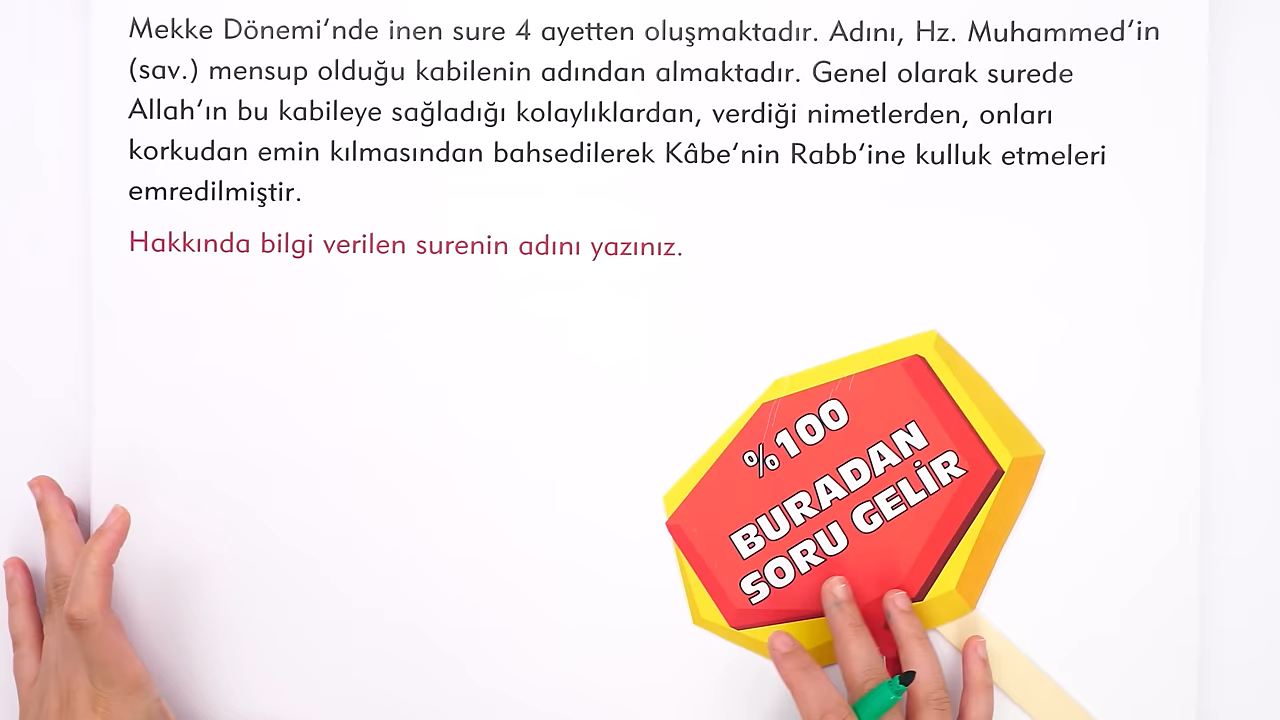 Mekke Dönemi'nde inen sure 4 ayetten oluşmaktadır. Adını, Hz. Muhammed'in
(sav.) mensup olduğu kabilenin adından almaktadır. Genel olarak surede
Allah'ın bu kabileye sağladığı kolaylıklardan, verdiği nimetlerden, onları
korkudan emin kılmasından bahsedilerek Kâbe'nin Rabb'ine kulluk etmeleri
emredilmiştir.
Hakkında bilgi verilen surenin adını yazınız.
%100
BURADAN
SORU GELİR